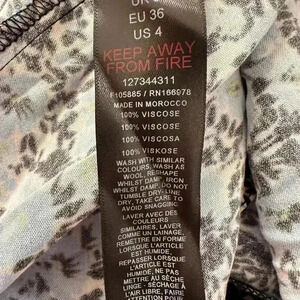 UK
EU 36
US 4
KEEP AWAY
FROM FIRE
127344311
F105885 / RN166978
MADE IN MOROCCO
100% VISCOSE
100% VISCOSE
100% VISCOSA
100% VISKOSE
WASH WITH SIMILAR
COLOURS, WASH AS
WOOL, RESHAPE
WHILST DAMP, IRON
WHILST DAMP, DO NOT
TUMBLE DRY-LINE
DRY, TAKE CARE TO
AVOID SNAGGING
LAVER AVEC DES
COULEURS
SIMILAIRES, LAVER
COMME UN LAINAGE,
REMETTRE EN FORME
LORSQUE L'ARTICLE
EST HUMIDE,
REPASSER LORSQUE
L'ARTICLE EST
HUMIDE, NE PAS
METTRE AU SÈCHE
LINGE - SÉCHAGE À
L'AIR LIBRE, FAIRE
ATTENTION POUR